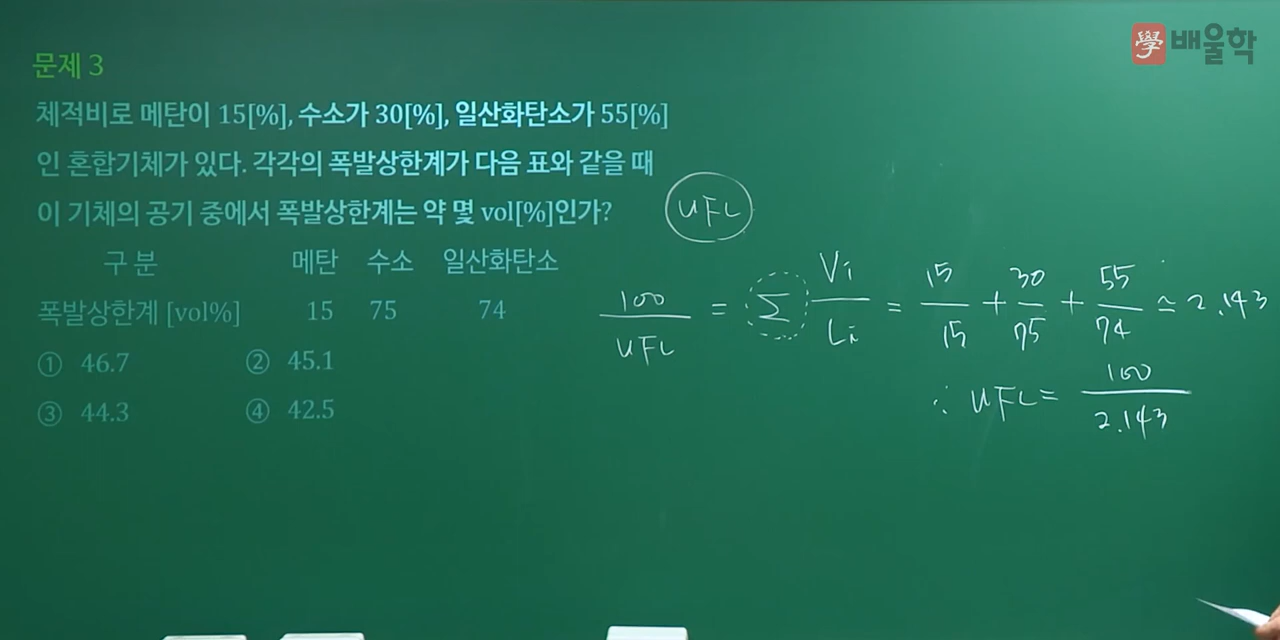 學 배울학
문제 3
체적비로 메탄이 15[%], 수소가 30[%], 일산화탄소가 55[%]
인 혼합기체가 있다. 각각의 폭발상한계가 다음 표와 같을 때
이 기체의 공기 중에서 폭발상한계는 약 몇 vol[%]인가?
구 분 메탄 수소 일산화탄소
폭발상한계 [vol%] 15 75 74
① 46.7 ② 45.1
③ 44.3 ④ 42.5
UFL
100/UFL = Σ Vi/Li = 15/15 + 30/75 + 55/74 ≃ 2.143
∴ UFL = 100/2.143